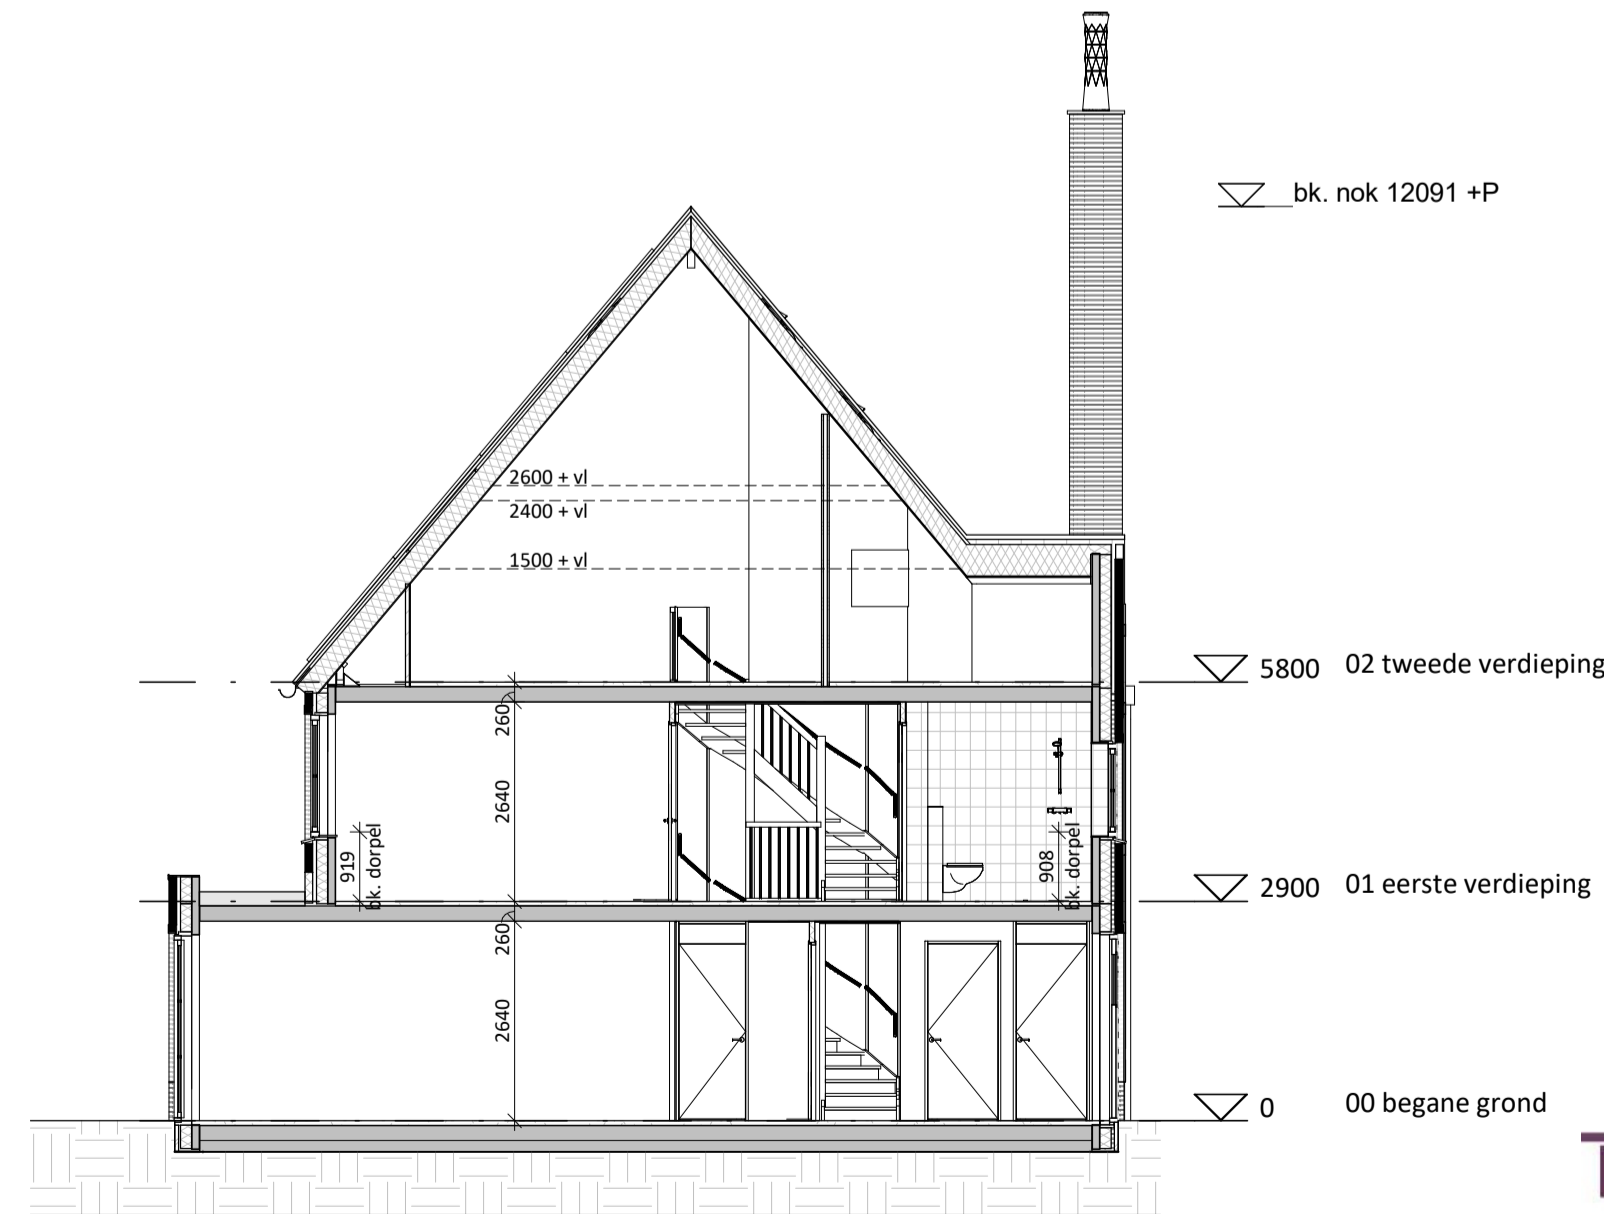 bk. nok 12091 +P
2600 + vl
2400 + vl
1500 + vl
5800 02 tweede verdieping
260
2640
919
bk. dorpel
908
bk. dorpel
2900 01 eerste verdieping
260
2640
0 00 begane grond